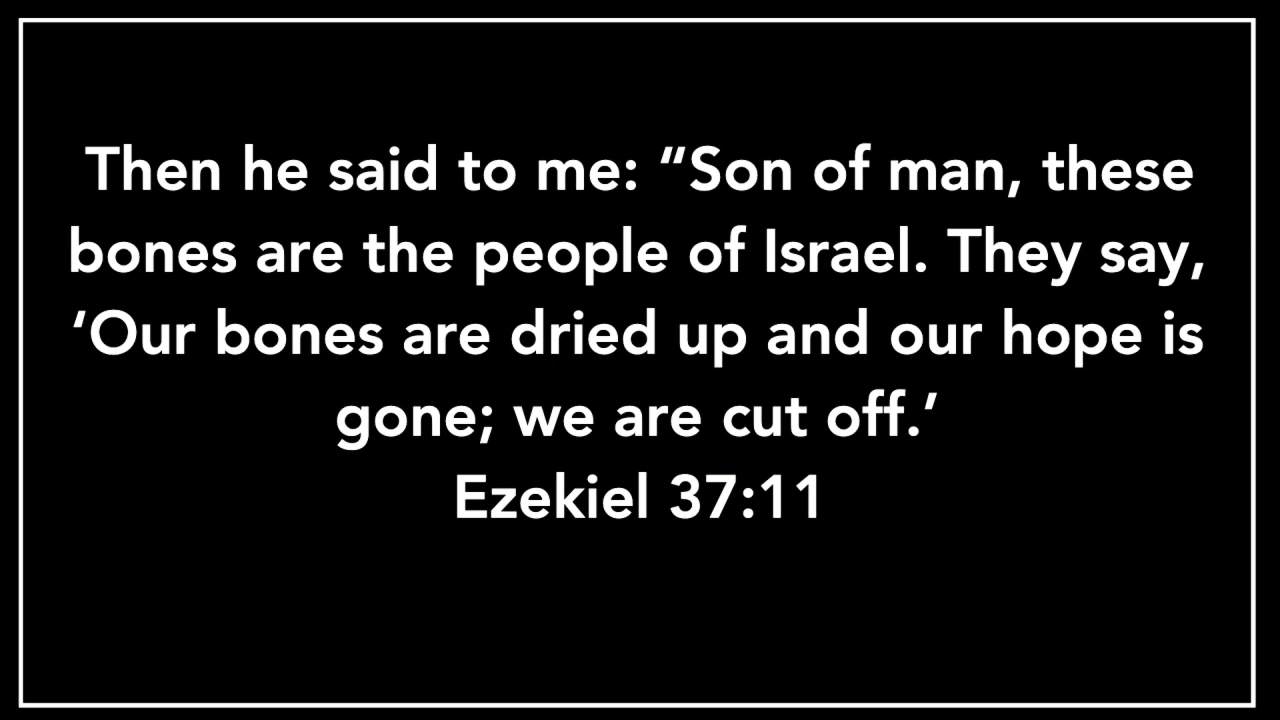 Then he said to me: “Son of man, these
bones are the people of Israel. They say,
‘Our bones are dried up and our hope is
gone; we are cut off.’
Ezekiel 37:11